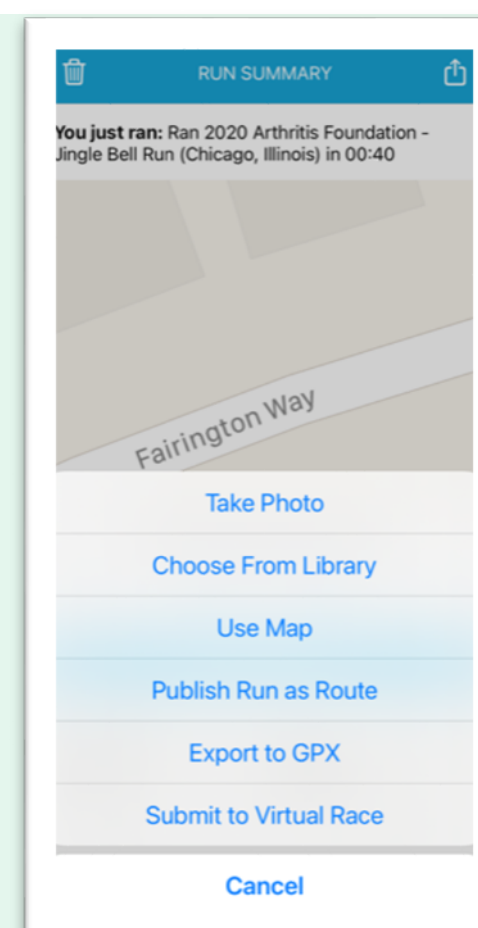 RUN SUMMARY
You just ran: Ran 2020 Arthritis Foundation -
Jingle Bell Run (Chicago, Illinois) in 00:40
Fairington Way
Take Photo
Choose From Library
Use Map
Publish Run as Route
Export to GPX
Submit to Virtual Race
Cancel